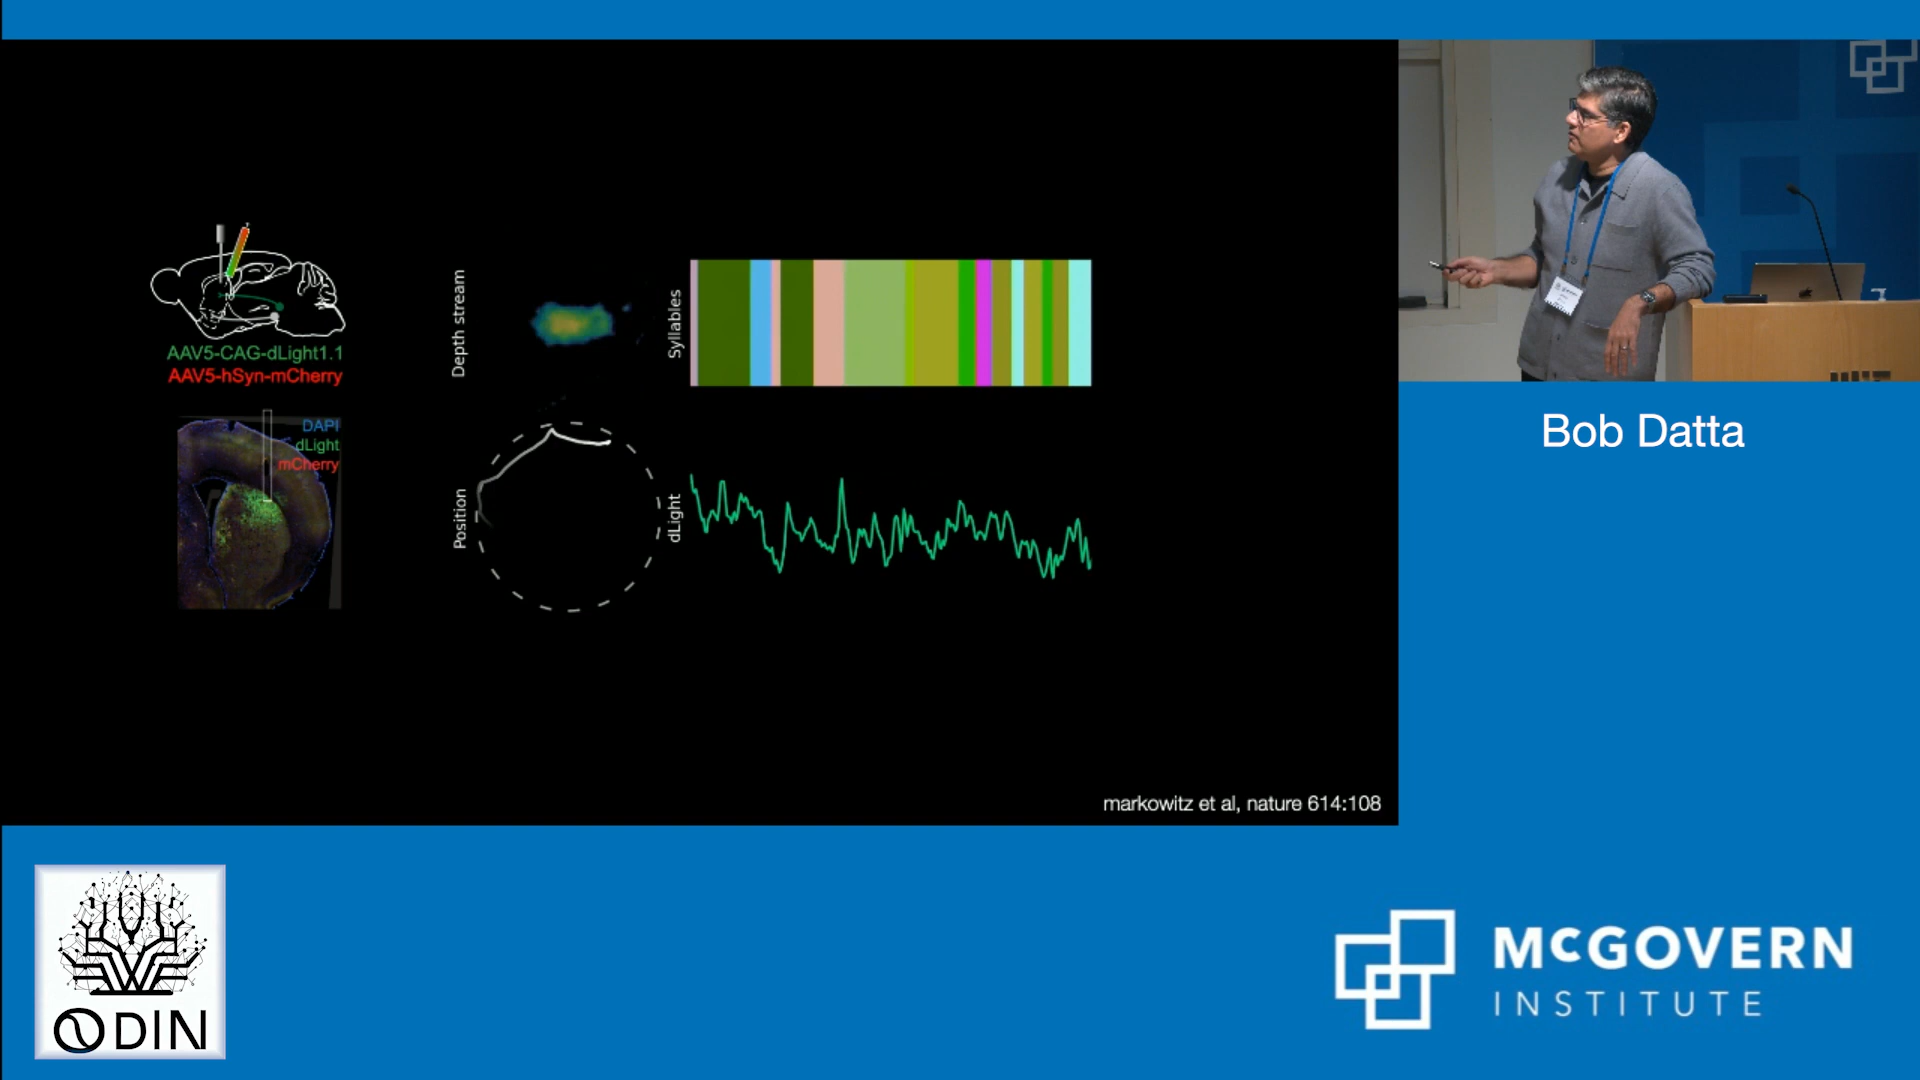 AAV5-CAG-dLight1.1
AAV5-hSyn-mCherry
DAPI
dLight
mCherry
Depth stream
Position
Syllables
dLight
markowitz et al, nature 614:108
Bob Datta
ODIN
McGOVERN
INSTITUTE